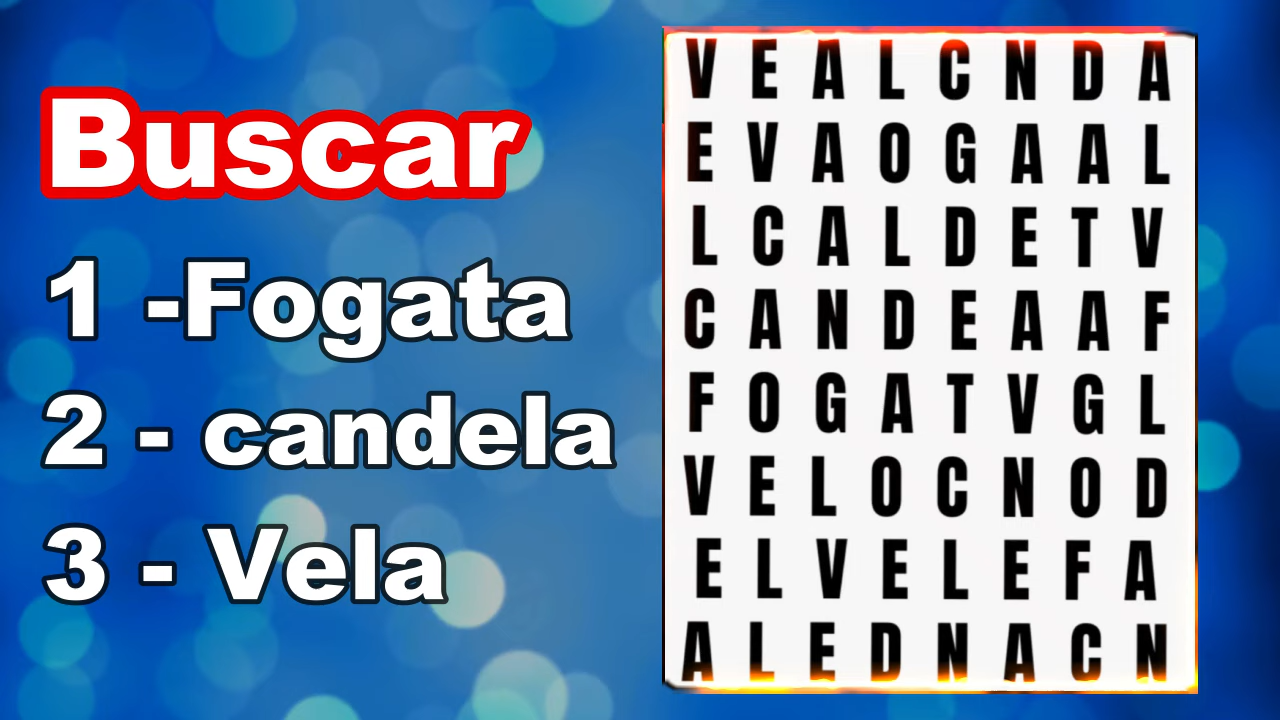 Buscar
1 -Fogata
2 - candela
3 - Vela
V E A L C N D A
E V A O G A A L
L C A L D E T V
C A N D E A A F
F O G A T V G L
V E L O C N O D
E L V E L E F A
A L E D N A C N